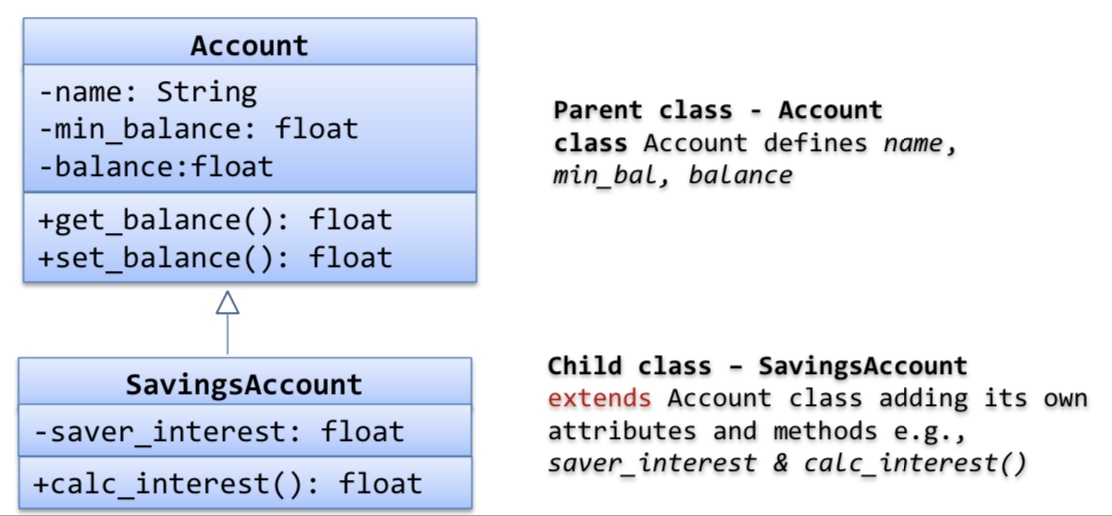 Account
-name: String
-min_balance: float
-balance:float
+get_balance(): float
+set_balance(): float
Parent class - Account
class Account defines name,
min_bal, balance
SavingsAccount
-saver_interest: float
+calc_interest(): float
Child class – SavingsAccount
extends Account class adding its own
attributes and methods e.g.,
saver_interest & calc_interest()